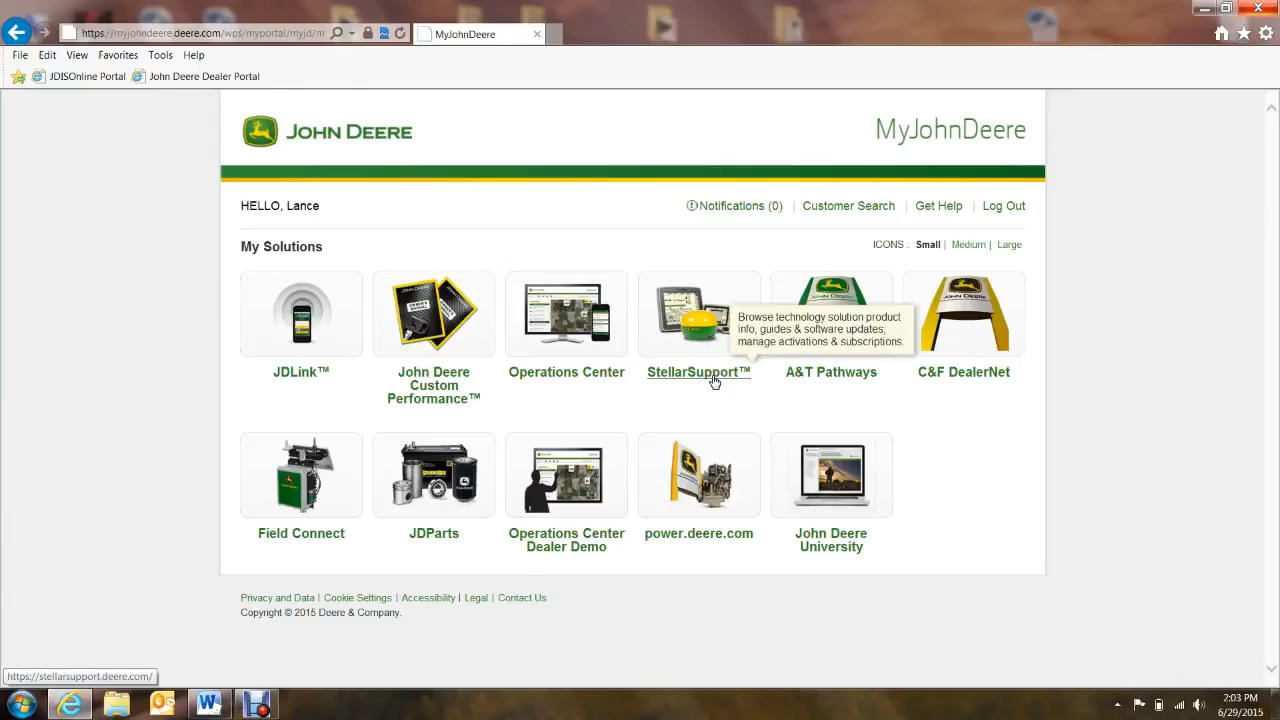 https://myjohndeere.deere.com/wps/myportal/myjd/m
MyJohnDeere
File Edit View Favorites Tools Help
JDISOnline Portal John Deere Dealer Portal
JOHN DEERE
MyJohnDeere
HELLO, Lance
Notifications (0) | Customer Search | Get Help | Log Out
My Solutions
ICONS : Small | Medium | Large
Browse technology solution product
info, guides & software updates;
manage activations & subscriptions.
JDLink™
John Deere
Custom
Performance™
Operations Center
StellarSupport™
A&T Pathways
C&F DealerNet
Field Connect
JDParts
Operations Center
Dealer Demo
power.deere.com
John Deere
University
Privacy and Data | Cookie Settings | Accessibility | Legal | Contact Us
Copyright © 2015 Deere & Company.
https://stellarsupport.deere.com/
2:03 PM
6/29/2015